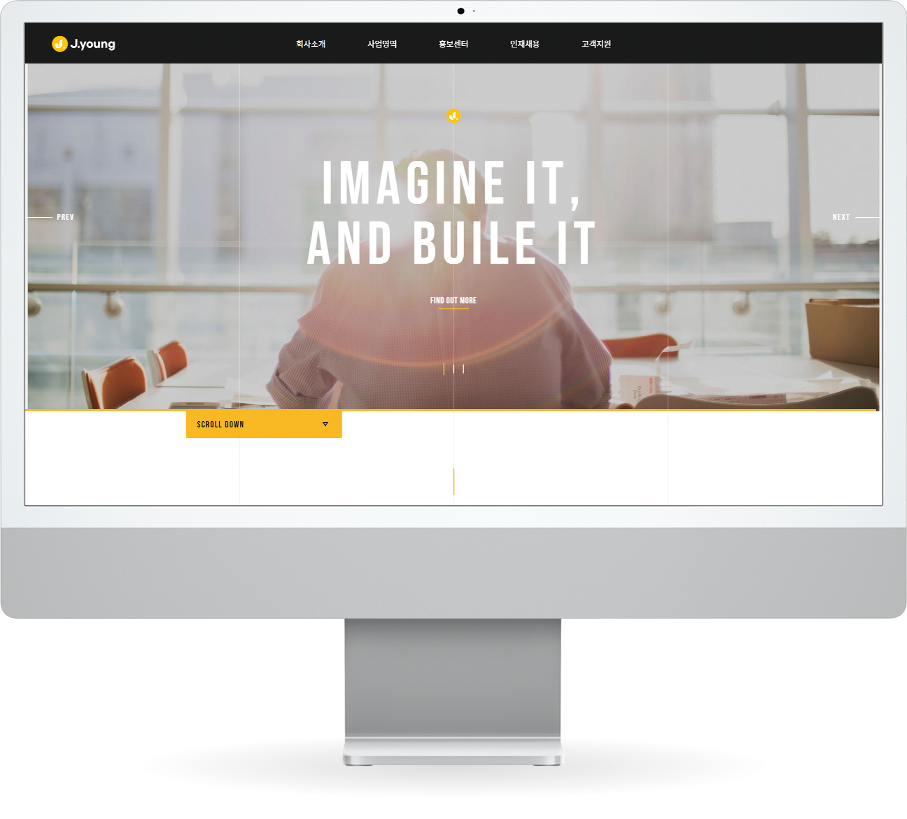 J.young
회사소개
사업영역
홍보센터
인재채용
고객지원
J.
IMAGINE IT,
AND BUILE IT
PREV
NEXT
FIND OUT MORE
SCROLL DOWN